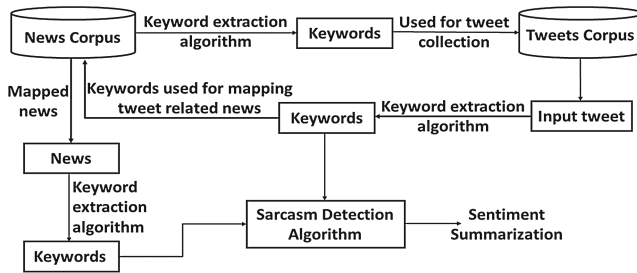 News Corpus
Keyword extraction
algorithm
Keywords
Used for tweet
collection
Tweets Corpus
Mapped
news
Keywords used for mapping
tweet related news
Keywords
Keyword extraction
algorithm
Input tweet
News
Keyword
extraction
algorithm
Keywords
Sarcasm Detection
Algorithm
Sentiment
Summarization